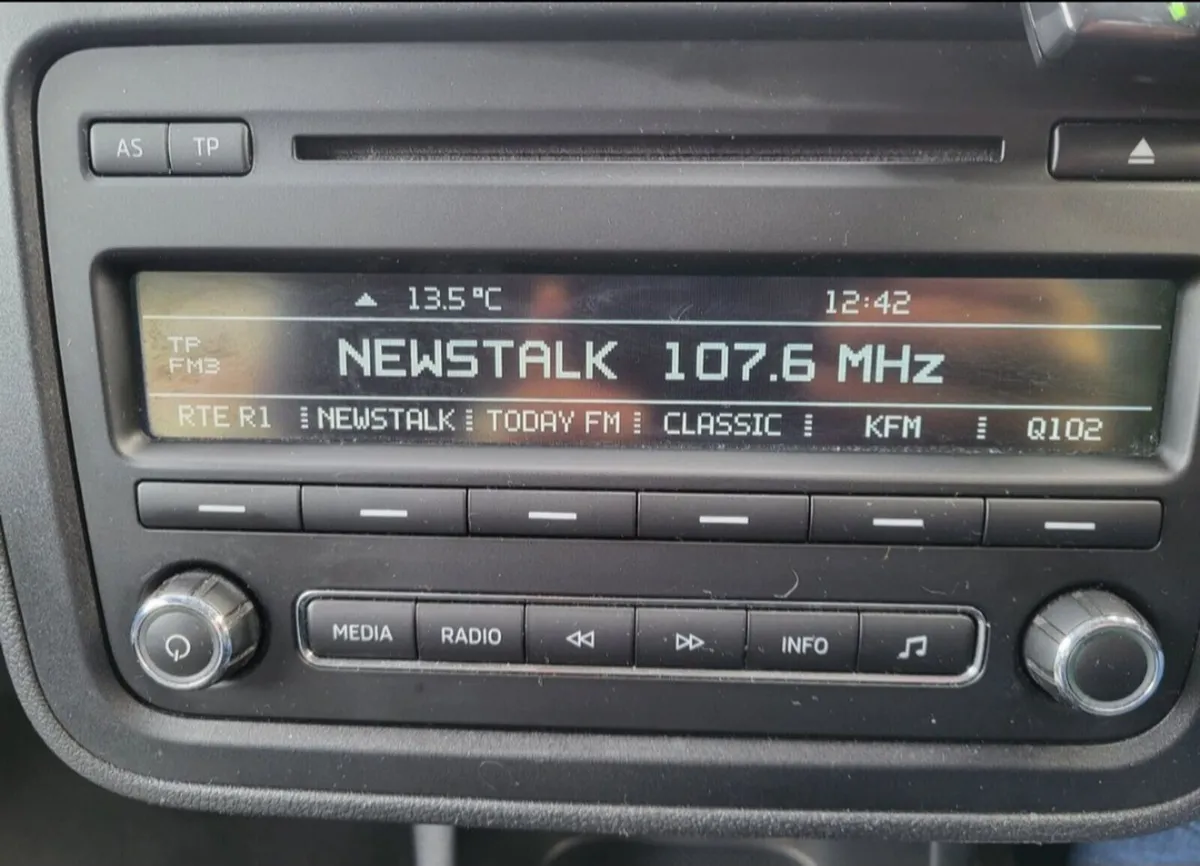 AS TP
13.5 °C 12:42
TP
FM3
NEWSTALK 107.6 MHz
RTE R1 NEWSTALK TODAY FM CLASSIC KFM Q102
MEDIA RADIO INFO